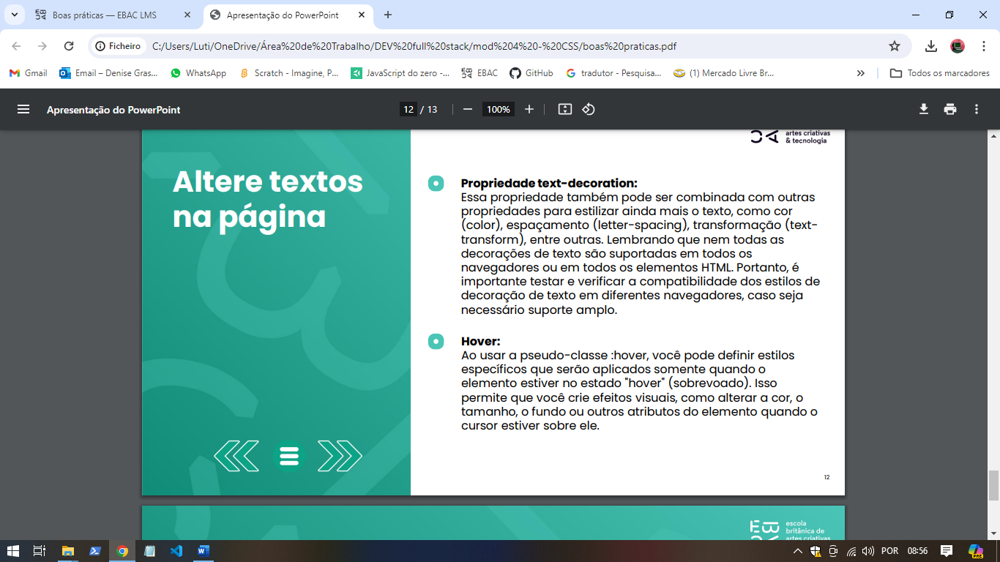 Boas práticas — EBAC LMS
Apresentação do PowerPoint
Ficheiro
C:/Users/Luti/OneDrive/Área%20de%20Trabalho/DEV%20full%20stack/mod%204%20-%20CSS/boas%20praticas.pdf
Gmail
Email – Denise Gras...
WhatsApp
Scratch - Imagine, P...
JavaScript do zero -...
EBAC
GitHub
tradutor - Pesquisa...
(1) Mercado Livre Br...
Todos os marcadores
Apresentação do PowerPoint
12 / 13
100%
artes criativas
& tecnologia
Altere textos
na página
Propriedade text-decoration:
Essa propriedade também pode ser combinada com outras
propriedades para estilizar ainda mais o texto, como cor
(color), espaçamento (letter-spacing), transformação (text-
transform), entre outras. Lembrando que nem todas as
decorações de texto são suportadas em todos os
navegadores ou em todos os elementos HTML. Portanto, é
importante testar e verificar a compatibilidade dos estilos de
decoração de texto em diferentes navegadores, caso seja
necessário suporte amplo.
Hover:
Ao usar a pseudo-classe :hover, você pode definir estilos
específicos que serão aplicados somente quando o
elemento estiver no estado "hover" (sobrevoado). Isso
permite que você crie efeitos visuais, como alterar a cor, o
tamanho, o fundo ou outros atributos do elemento quando o
cursor estiver sobre ele.
12
escola
britânica de
artes criativas
POR
08:56